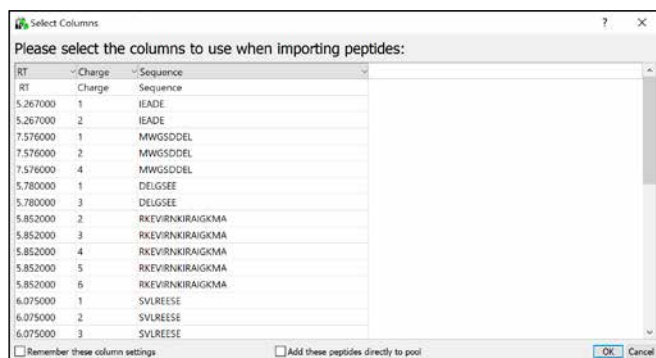 Select Columns ? X
Please select the columns to use when importing peptides:
RT Charge Sequence
RT Charge Sequence
5.267000 1 IEADE
5.267000 2 IEADE
7.576000 1 MWGSDDEL
7.576000 2 MWGSDDEL
7.576000 4 MWGSDDEL
5.780000 1 DELGSEE
5.780000 3 DELGSEE
5.852000 2 RKEVIRNKIRAIGKMA
5.852000 3 RKEVIRNKIRAIGKMA
5.852000 4 RKEVIRNKIRAIGKMA
5.852000 5 RKEVIRNKIRAIGKMA
5.852000 6 RKEVIRNKIRAIGKMA
6.075000 1 SVLREESE
6.075000 2 SVLREESE
6.075000 3 SVLREESE
Remember these column settings Add these peptides directly to pool OK Cancel